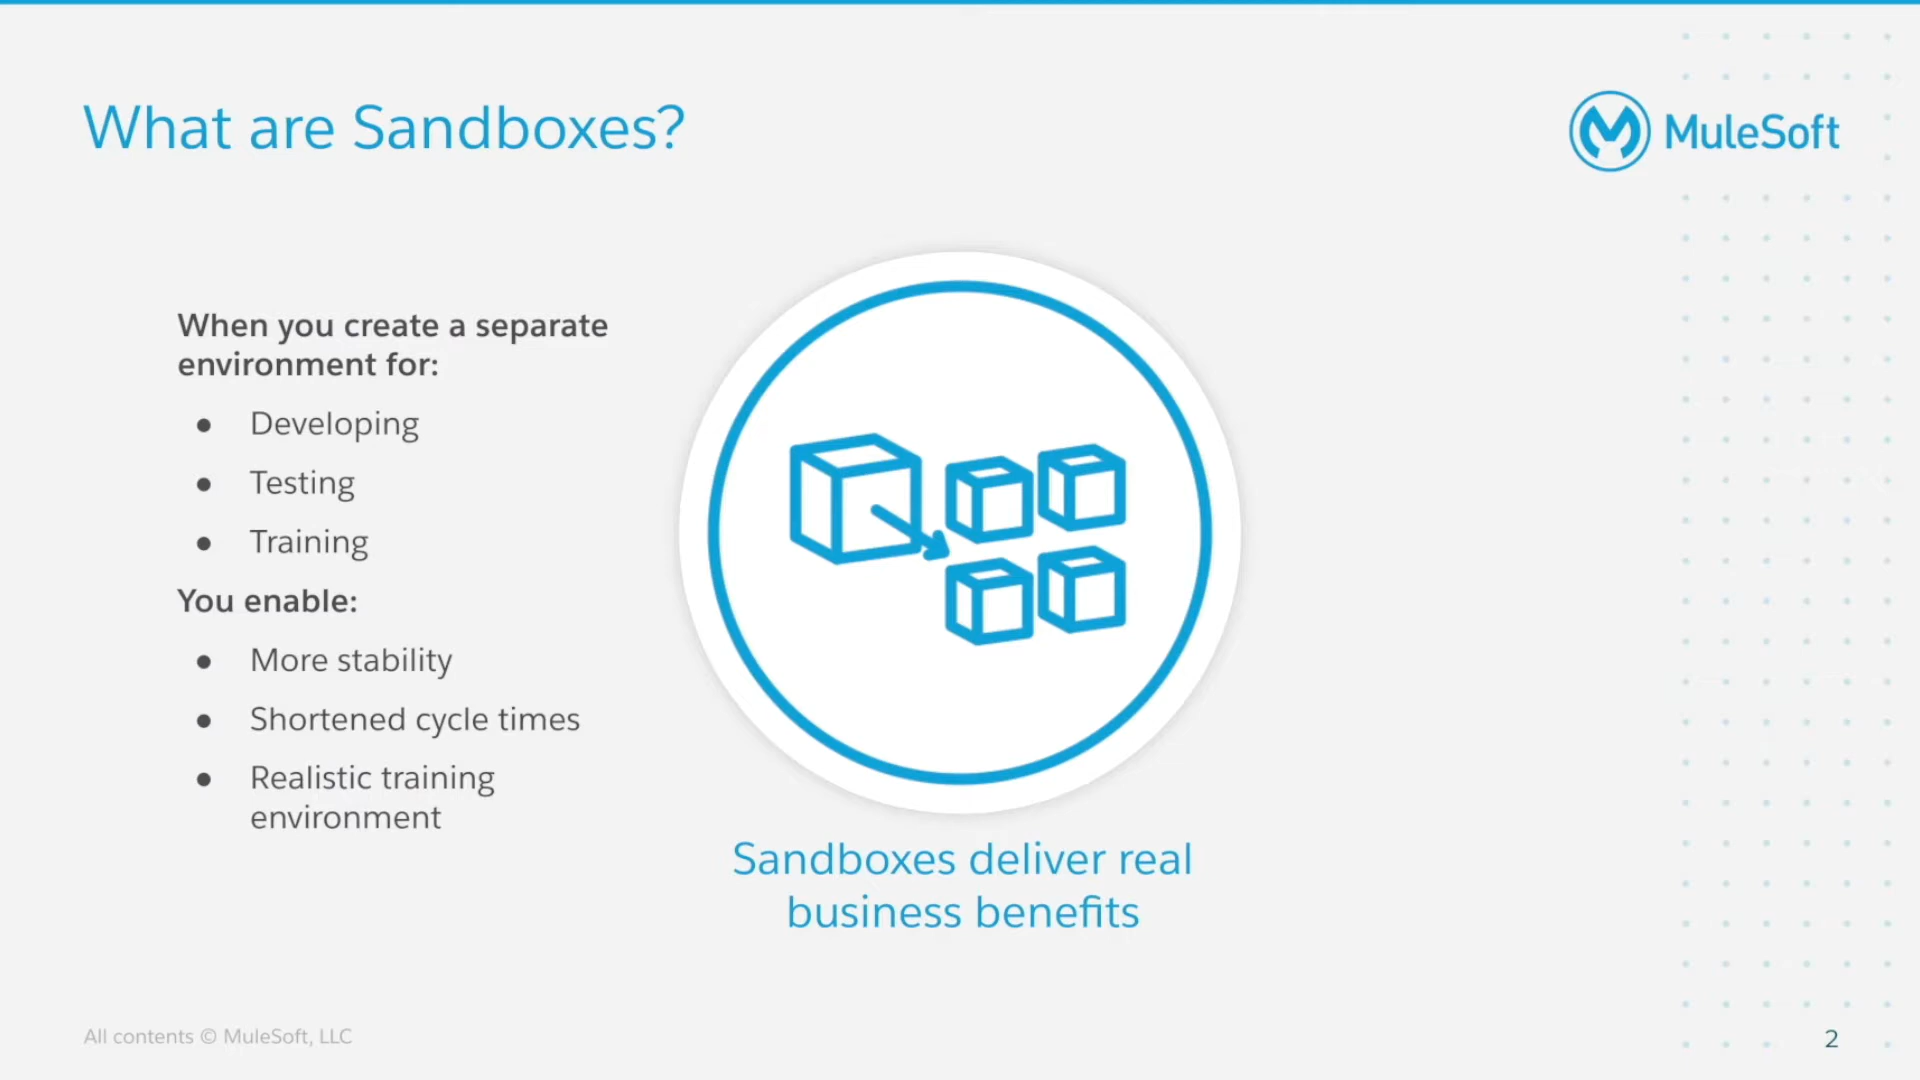 What are Sandboxes?
MuleSoft
When you create a separate
environment for:
● Developing
● Testing
● Training
You enable:
● More stability
● Shortened cycle times
● Realistic training
environment
Sandboxes deliver real
business benefits
All contents © MuleSoft, LLC
2